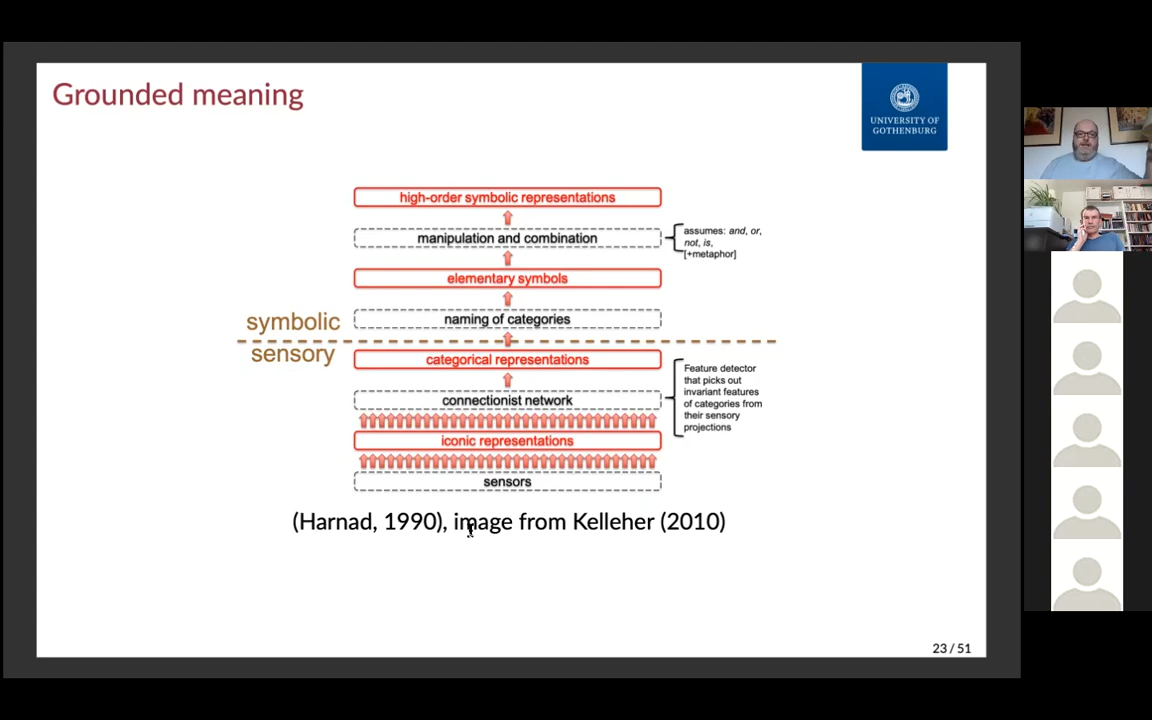 Grounded meaning
UNIVERSITY OF
GOTHENBURG
high-order symbolic representations
manipulation and combination
assumes: and, or,
not, is,
[+metaphor]
elementary symbols
symbolic
naming of categories
sensory
categorical representations
connectionist network
Feature detector
that picks out
invariant features
of categories from
their sensory
projections
iconic representations
sensors
(Harnad, 1990), image from Kelleher (2010)
23 / 51